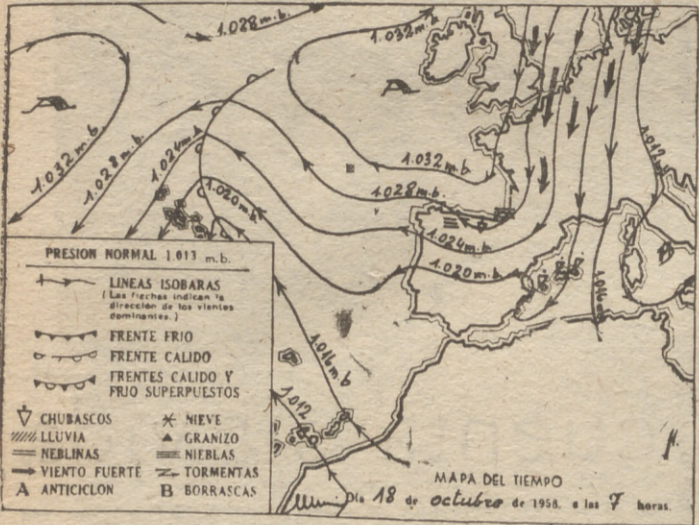 1.028 m.b.
1.032 m.b.
A
A
1.032 m.b
1.028 m.b.
1.024 m.b
1.020 m.b.
1.032 m.b
1.028 m.b.
1.024 m.b
1.020 m.b.
1.016 m.b
1.016 m.b
1.012
PRESION NORMAL 1.013 m.b.
LINEAS ISOBARAS
(Las flechas indican la
dirección de los vientos
dominantes.)
FRENTE FRIO
FRENTE CALIDO
FRENTES CALIDO Y
FRIO SUPERPUESTOS
CHUBASCOS
NIEVE
LLUVIA
GRANIZO
NEBLINAS
NIEBLAS
VIENTO FUERTE
TORMENTAS
A ANTICICLON
B BORRASCAS
MAPA DEL TIEMPO
Día 18 de octubre de 1958. a las 7 horas.